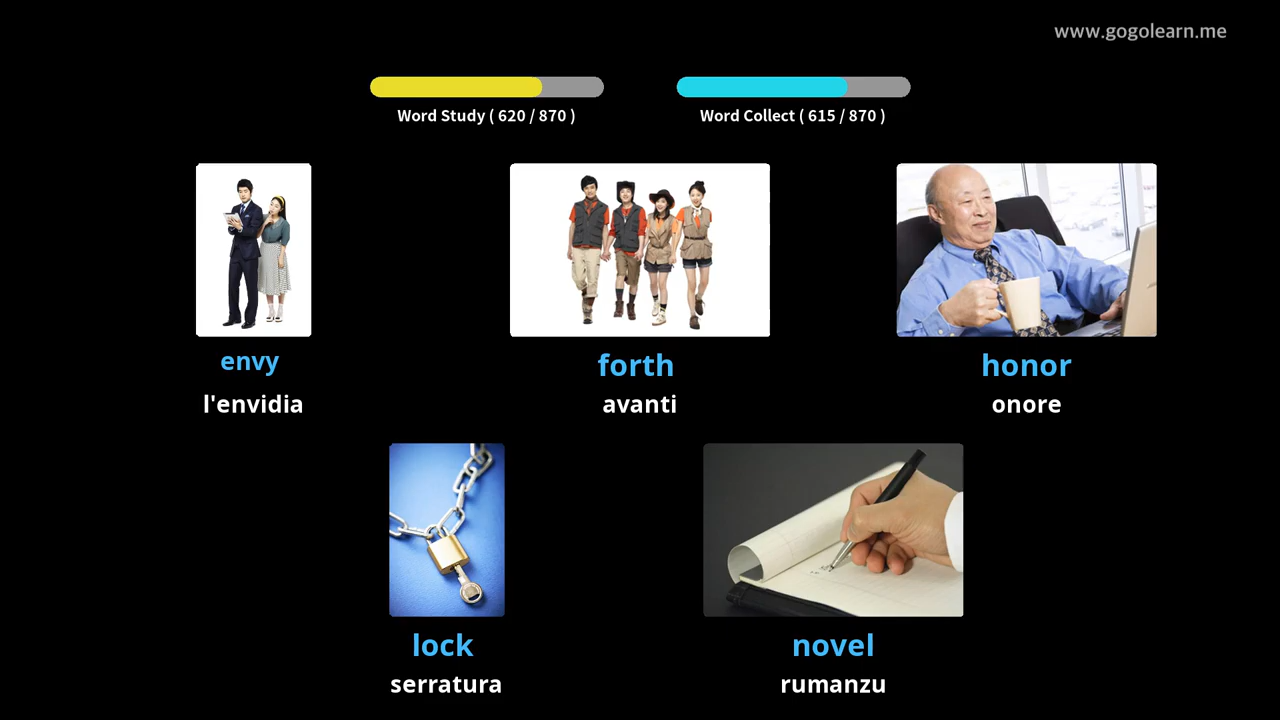 www.gogolearn.me
Word Study ( 620 / 870 )
Word Collect ( 615 / 870 )
envy
l'envidia
forth
avanti
honor
onore
lock
serratura
novel
rumanzu